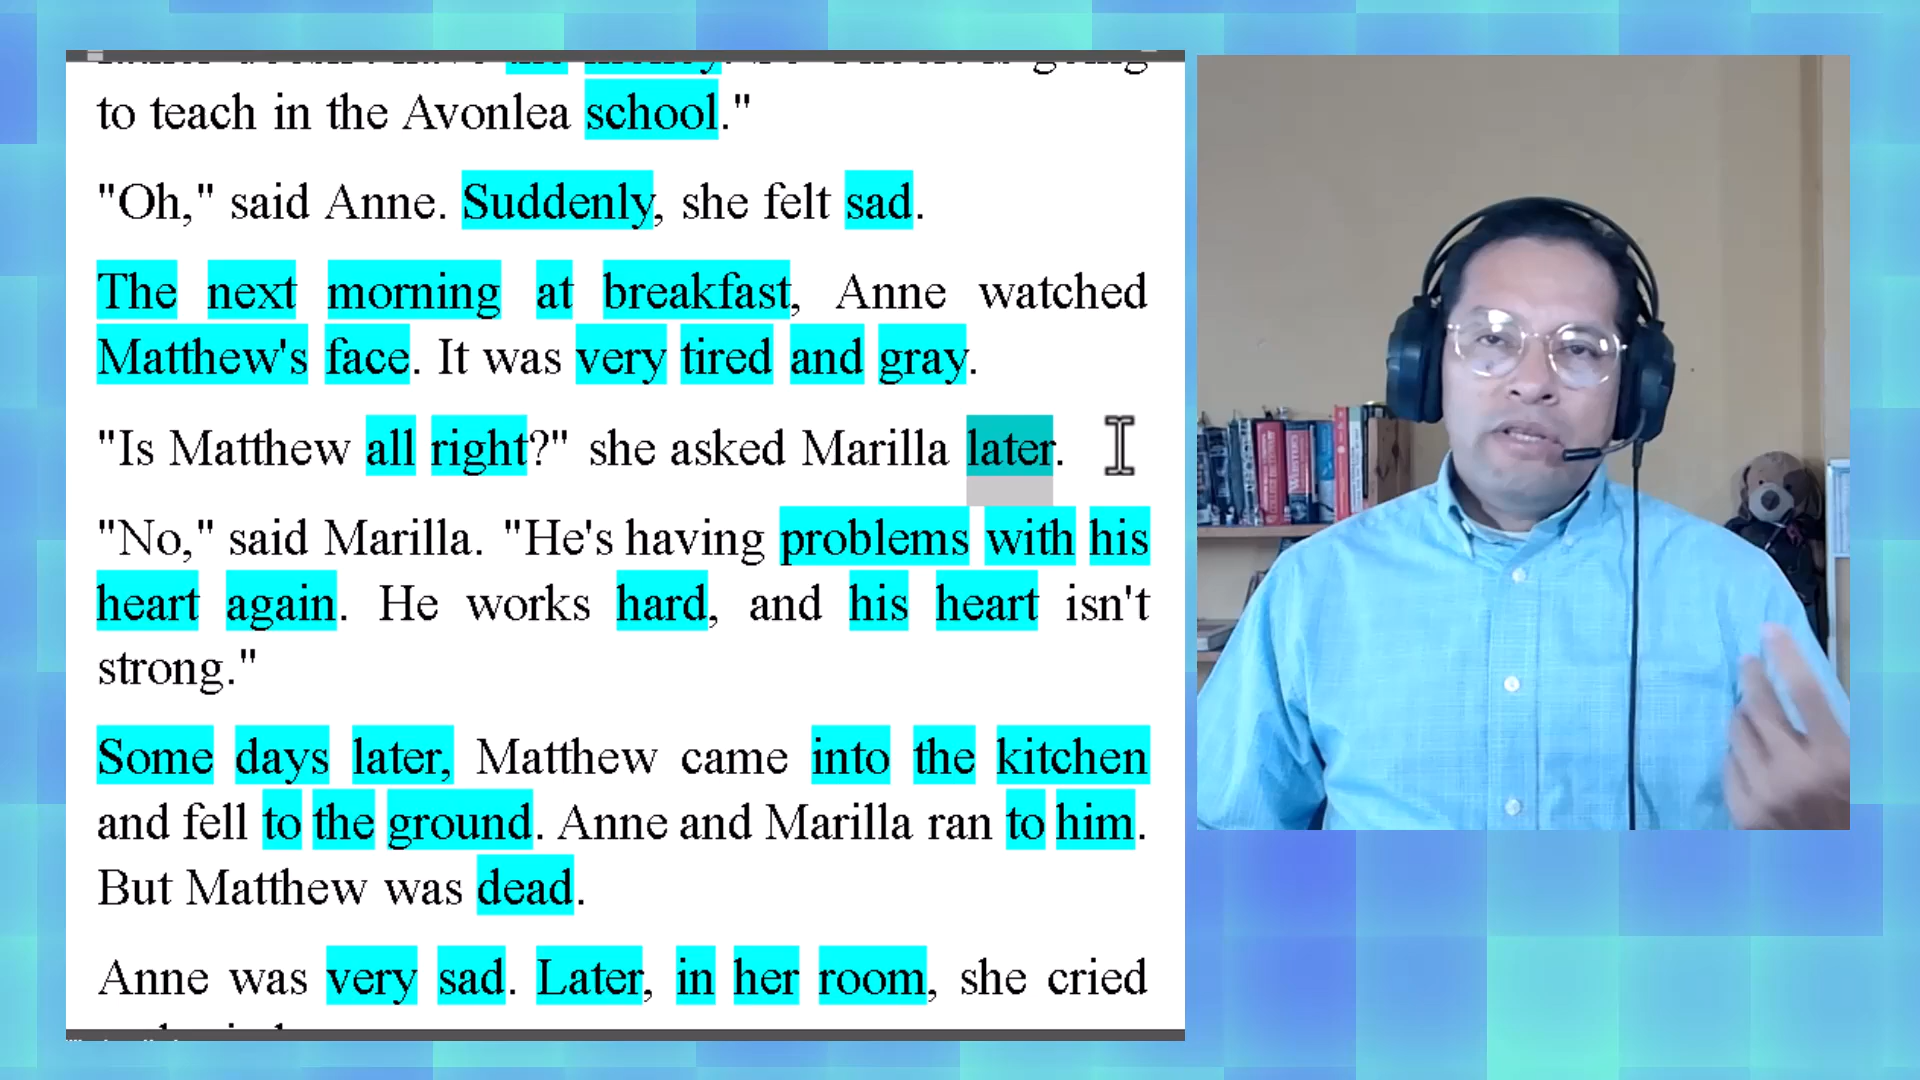 to teach in the Avonlea school."
"Oh," said Anne. Suddenly, she felt sad.
The next morning at breakfast, Anne watched
Matthew's face. It was very tired and gray.
"Is Matthew all right?" she asked Marilla later.
"No," said Marilla. "He's having problems with his
heart again. He works hard, and his heart isn't
strong."
Some days later, Matthew came into the kitchen
and fell to the ground. Anne and Marilla ran to him.
But Matthew was dead.
Anne was very sad. Later, in her room, she cried